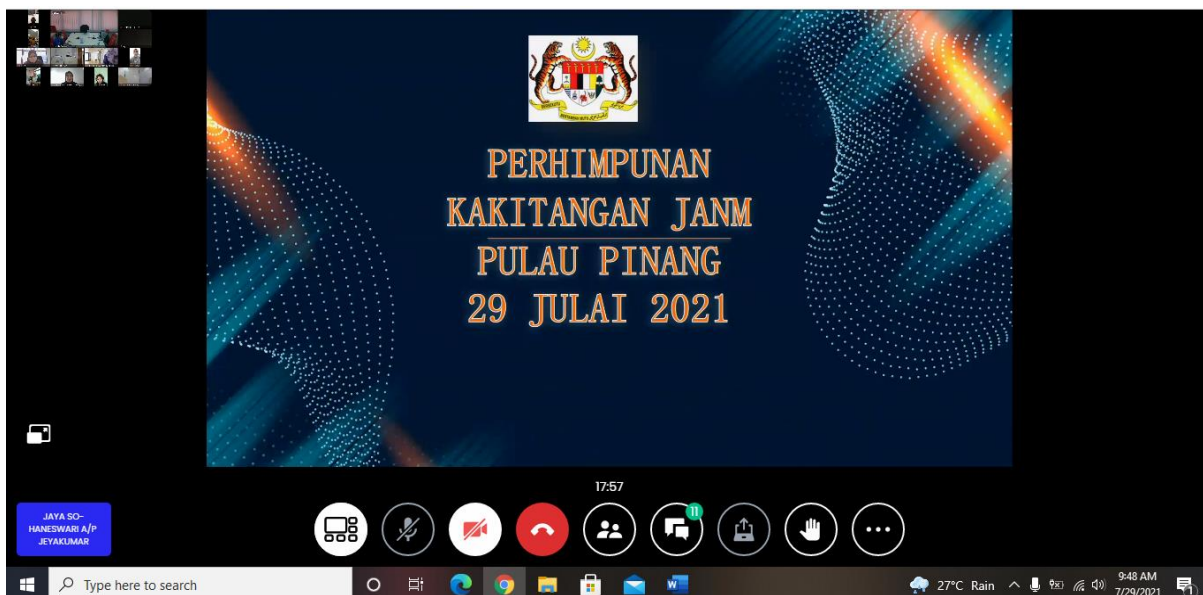 PERHIMPUNAN
KAKITANGAN JANM
PULAU PINANG
29 JULAI 2021
17:57
JAYA SO-
HANESWARI A/P
JEYAKUMAR
11
Type here to search
W
27°C Rain
9:48 AM
7/29/2021
1